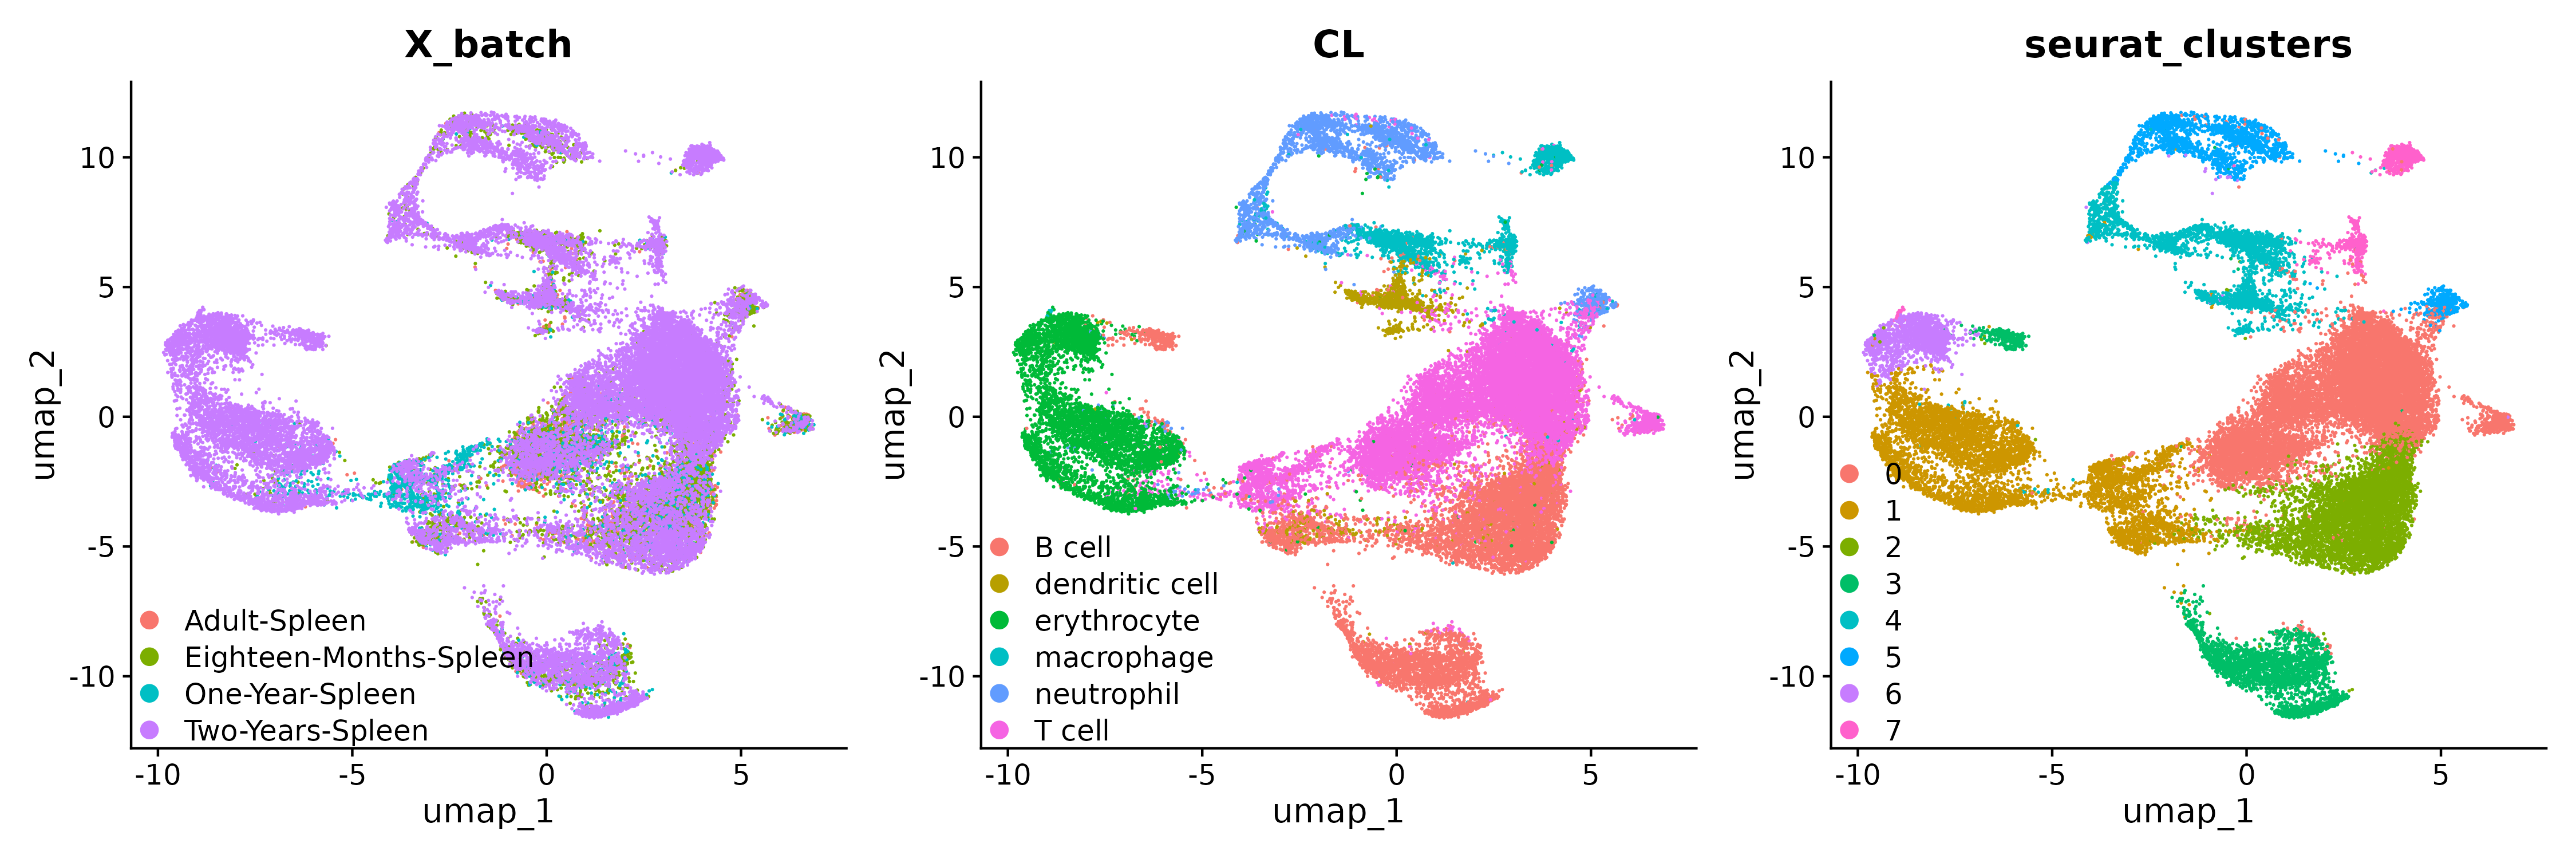 X_batch
10
5
0
-5
-10
umap_2
Adult-Spleen
Eighteen-Months-Spleen
One-Year-Spleen
Two-Years-Spleen
-10
-5
0
5
umap_1
CL
10
5
0
-5
-10
umap_2
B cell
dendritic cell
erythrocyte
macrophage
neutrophil
T cell
-10
-5
0
5
umap_1
seurat_clusters
10
5
0
-5
-10
umap_2
0
1
2
3
4
5
6
7
-10
-5
0
5
umap_1